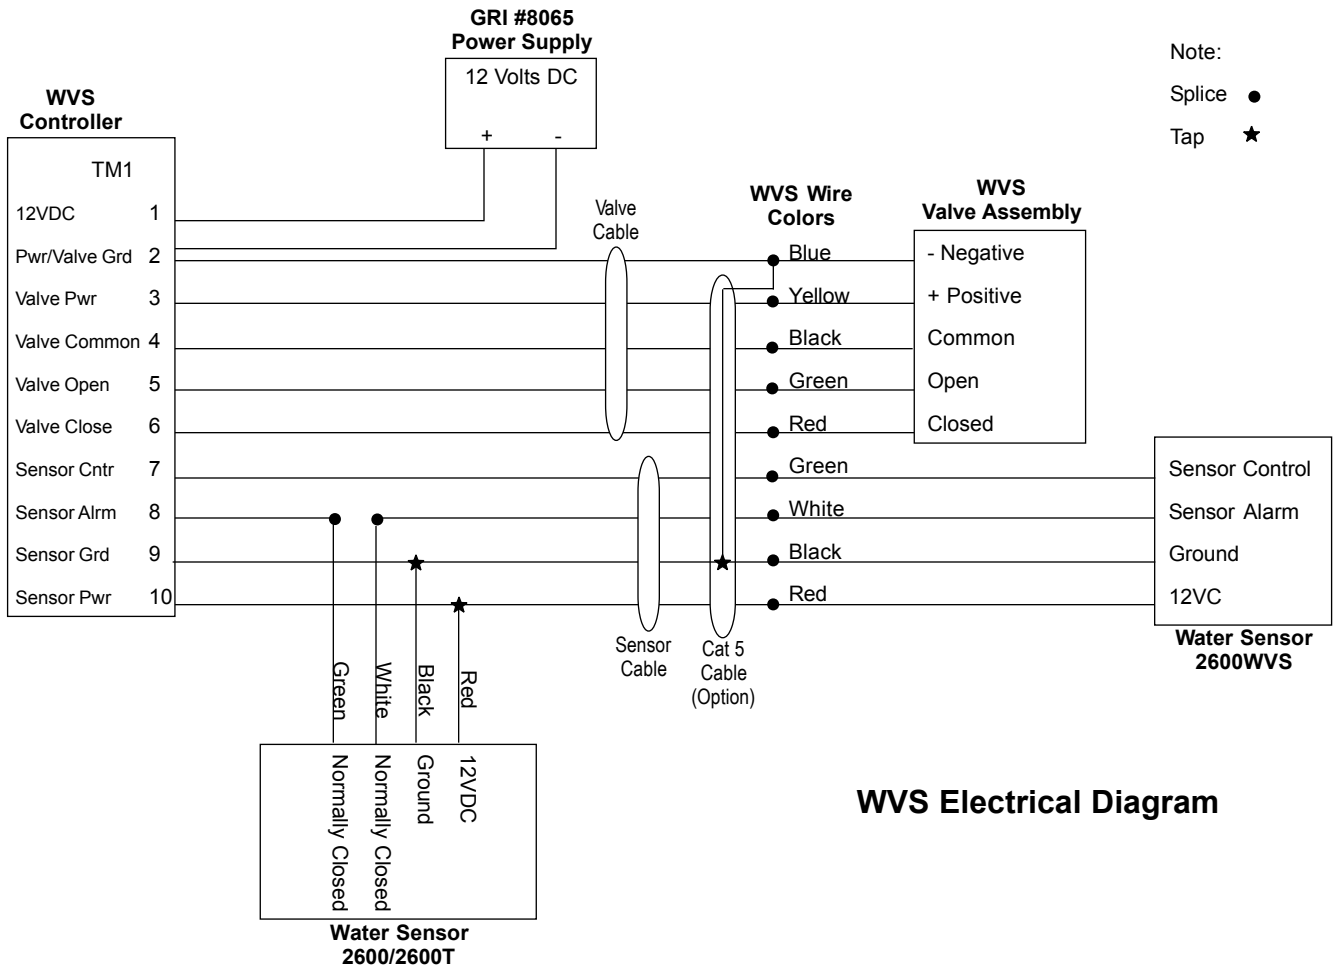 GRI #8065
Power Supply
12 Volts DC
+ -
Note:
Splice
Tap
WVS
Controller
TM1
12VDC 1
Pwr/Valve Grd 2
Valve Pwr 3
Valve Common 4
Valve Open 5
Valve Close 6
Sensor Cntr 7
Sensor Alrm 8
Sensor Grd 9
Sensor Pwr 10
Valve
Cable
WVS Wire
Colors
Blue
Yellow
Black
Green
Red
Green
White
Black
Red
WVS
Valve Assembly
- Negative
+ Positive
Common
Open
Closed
Sensor Control
Sensor Alarm
Ground
12VC
Water Sensor
2600WVS
Sensor
Cable
Cat 5
Cable
(Option)
Green
White
Black
Red
Normally Closed
Normally Closed
Ground
12VDC
Water Sensor
2600/2600T
WVS Electrical Diagram